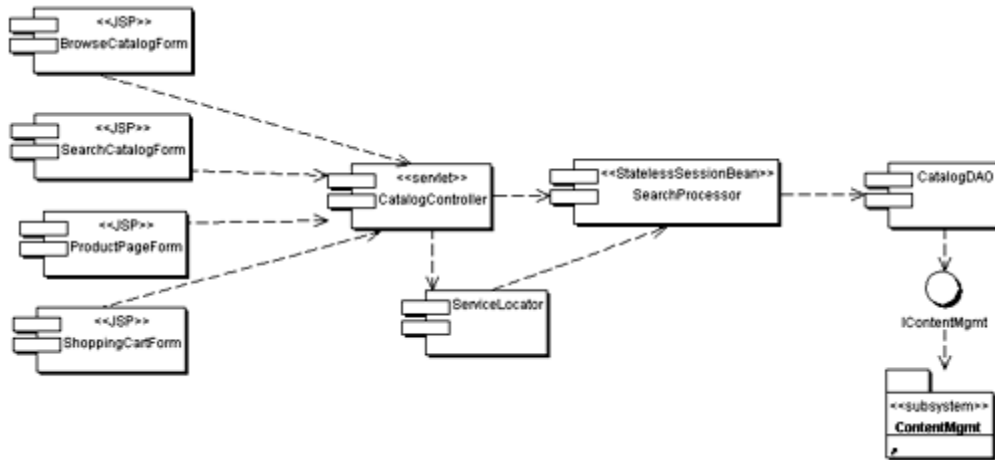 <<JSP>>
BrowseCatalogForm
<<JSP>>
SearchCatalogForm
<<JSP>>
ProductPageForm
<<JSP>>
ShoppingCartForm
<<servlet>>
CatalogController
ServiceLocator
<<StatelessSessionBean>>
SearchProcessor
CatalogDAO
IContentMgmt
<<subsystem>>
ContentMgmt